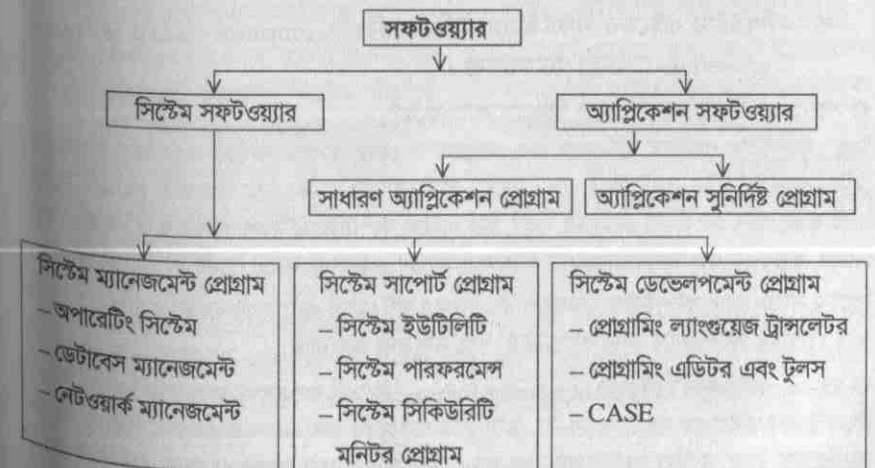 সফটওয়্যার
সিস্টেম সফটওয়্যার
অ্যাপ্লিকেশন সফটওয়্যার
সাধারণ অ্যাপ্লিকেশন প্রোগ্রাম
অ্যাপ্লিকেশন সুনির্দিষ্ট প্রোগ্রাম
সিস্টেম ম্যানেজমেন্ট প্রোগ্রাম
– অপারেটিং সিস্টেম
– ডেটাবেস ম্যানেজমেন্ট
– নেটওয়ার্ক ম্যানেজমেন্ট
সিস্টেম সাপোর্ট প্রোগ্রাম
– সিস্টেম ইউটিলিটি
– সিস্টেম পারফরমেন্স
– সিস্টেম সিকিউরিটি
মনিটর প্রোগ্রাম
সিস্টেম ডেভেলপমেন্ট প্রোগ্রাম
– প্রোগ্রামিং ল্যাংগুয়েজ ট্রান্সলেটর
– প্রোগ্রামিং এডিটর এবং টুলস
– CASE